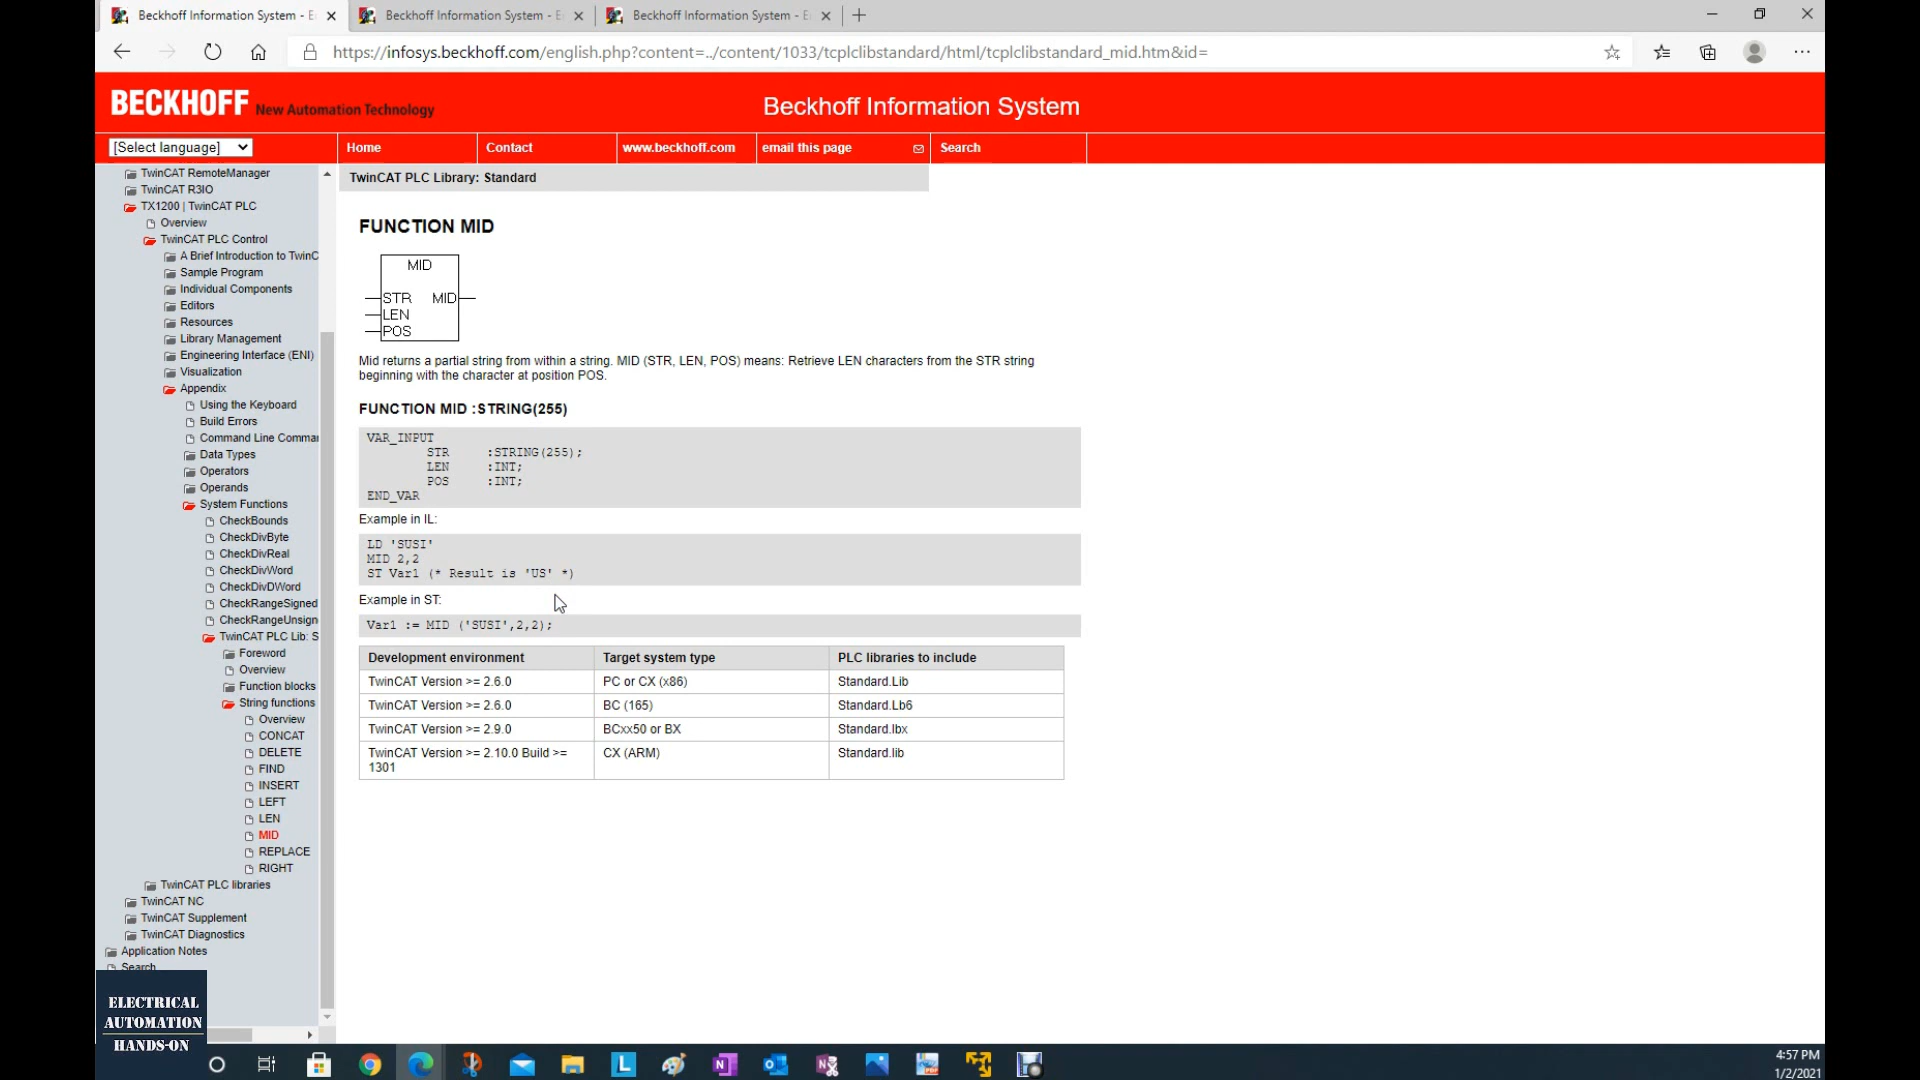 Beckhoff Information System - E
Beckhoff Information System - E
Beckhoff Information System - E
https://infosys.beckhoff.com/english.php?content=../content/1033/tcplclibstandard/html/tcplclibstandard_mid.htm&id=
BECKHOFF New Automation Technology
Beckhoff Information System
[Select language]
Home
Contact
www.beckhoff.com
email this page
Search
TwinCAT RemoteManager
TwinCAT R3IO
TX1200 | TwinCAT PLC
Overview
TwinCAT PLC Control
A Brief Introduction to TwinC
Sample Program
Individual Components
Editors
Resources
Library Management
Engineering Interface (ENI)
Visualization
Appendix
Using the Keyboard
Build Errors
Command Line Comma
Data Types
Operators
Operands
System Functions
CheckBounds
CheckDivByte
CheckDivReal
CheckDivWord
CheckDivDWord
CheckRangeSigned
CheckRangeUnsign
TwinCAT PLC Lib: S
Foreword
Overview
Function blocks
String functions
Overview
CONCAT
DELETE
FIND
INSERT
LEFT
LEN
MID
REPLACE
RIGHT
TwinCAT PLC libraries
TwinCAT NC
TwinCAT Supplement
TwinCAT Diagnostics
Application Notes
Search
TwinCAT PLC Library: Standard
FUNCTION MID
MID
STR MID
LEN
POS
Mid returns a partial string from within a string. MID (STR, LEN, POS) means: Retrieve LEN characters from the STR string
beginning with the character at position POS.
FUNCTION MID :STRING(255)
VAR_INPUT
STR :STRING(255);
LEN :INT;
POS :INT;
END_VAR
Example in IL:
LD 'SUSI'
MID 2,2
ST Var1 (* Result is 'US' *)
Example in ST:
Var1 := MID ('SUSI',2,2);
Development environment Target system type PLC libraries to include
TwinCAT Version >= 2.6.0 PC or CX (x86) Standard.Lib
TwinCAT Version >= 2.6.0 BC (165) Standard.Lb6
TwinCAT Version >= 2.9.0 BCxx50 or BX Standard.lbx
TwinCAT Version >= 2.10.0 Build >= CX (ARM) Standard.lib
1301
ELECTRICAL
AUTOMATION
HANDS-ON
4:57 PM
1/2/2021